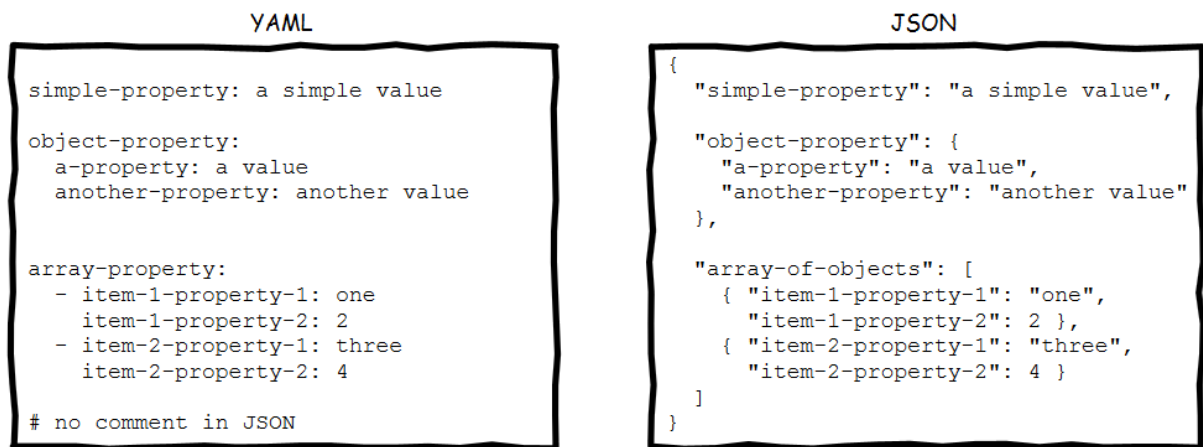 YAML
simple-property: a simple value
object-property:
  a-property: a value
  another-property: another value
array-property:
  - item-1-property-1: one
    item-1-property-2: 2
  - item-2-property-1: three
    item-2-property-2: 4
# no comment in JSON
JSON
{
  "simple-property": "a simple value",
  "object-property": {
    "a-property": "a value",
    "another-property": "another value"
  },
  "array-of-objects": [
    { "item-1-property-1": "one",
      "item-1-property-2": 2 },
    { "item-2-property-1": "three",
      "item-2-property-2": 4 }
  ]
}